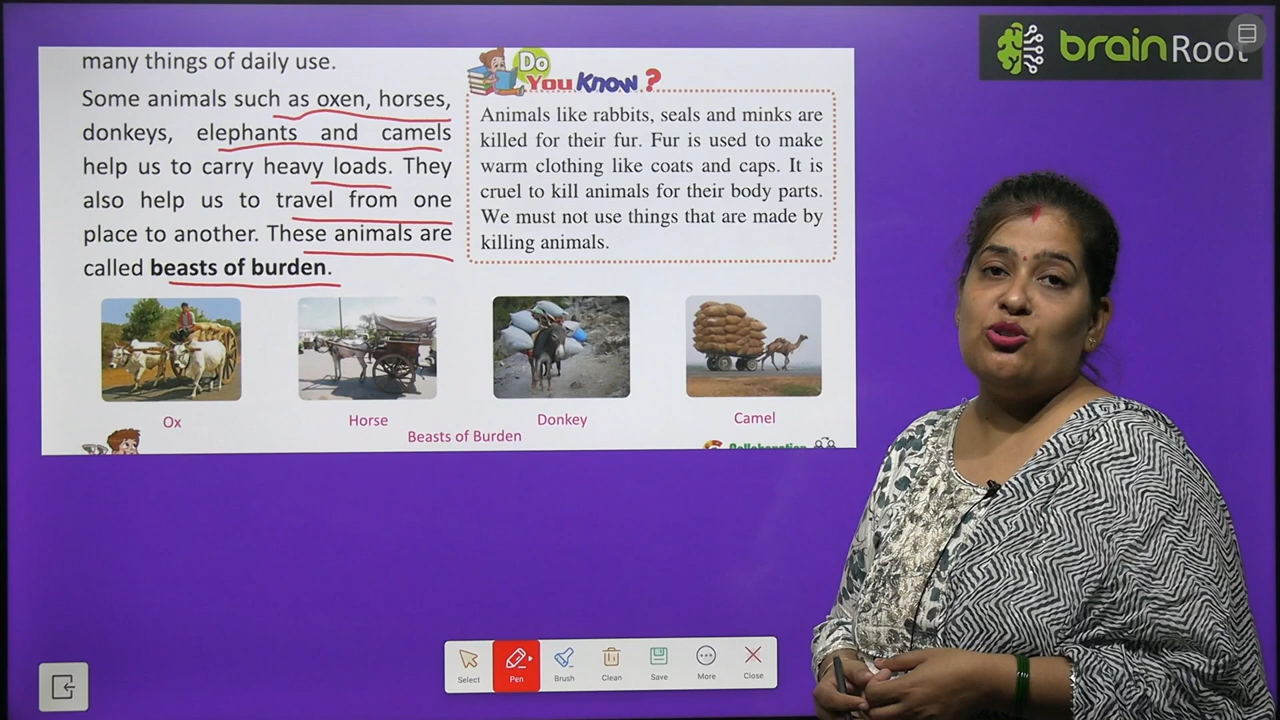 brainRoot
many things of daily use.
Some animals such as oxen, horses,
donkeys, elephants and camels
help us to carry heavy loads. They
also help us to travel from one
place to another. These animals are
called beasts of burden.
Do
You Know ?
Animals like rabbits, seals and minks are
killed for their fur. Fur is used to make
warm clothing like coats and caps. It is
cruel to kill animals for their body parts.
We must not use things that are made by
killing animals.
Ox
Horse
Donkey
Camel
Beasts of Burden
Collaboration
Select
Pen
Brush
Clean
Save
More
Close